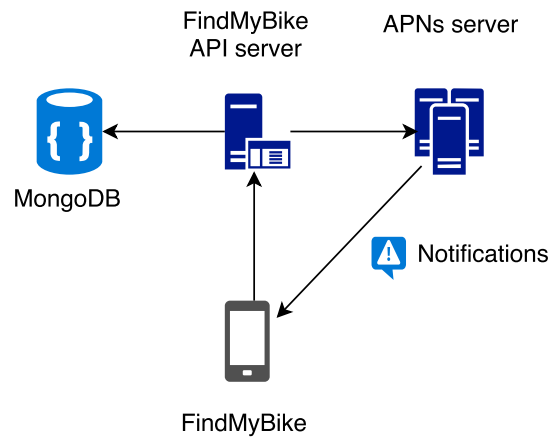 FindMyBike
API server
APNs server
{ }
MongoDB
Notifications
FindMyBike